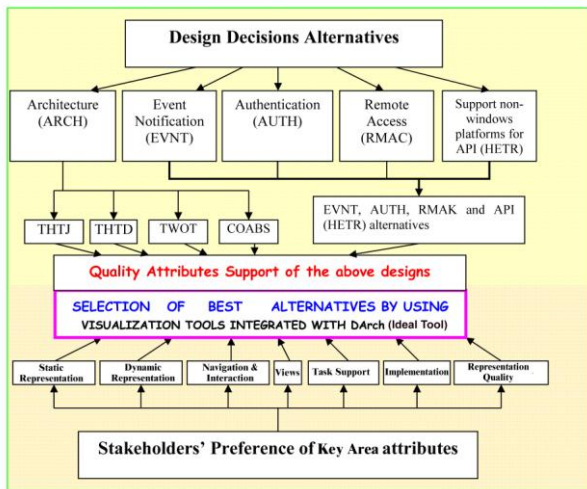 Design Decisions Alternatives
Architecture
(ARCH)
Event
Notification
(EVNT)
Authentication
(AUTH)
Remote
Access
(RMAC)
Support non-
windows
platforms for
API (HETR)
THTJ
THTD
TWOT
COABS
EVNT, AUTH, RMAK and API
(HETR) alternatives
Quality Attributes Support of the above designs
SELECTION OF BEST ALTERNATIVES BY USING
VISUALIZATION TOOLS INTEGRATED WITH DArch (Ideal Tool)
Static
Representation
Dynamic
Representation
Navigation &
Interaction
Views
Task Support
Implementation
Representation
Quality
Stakeholders' Preference of Key Area attributes